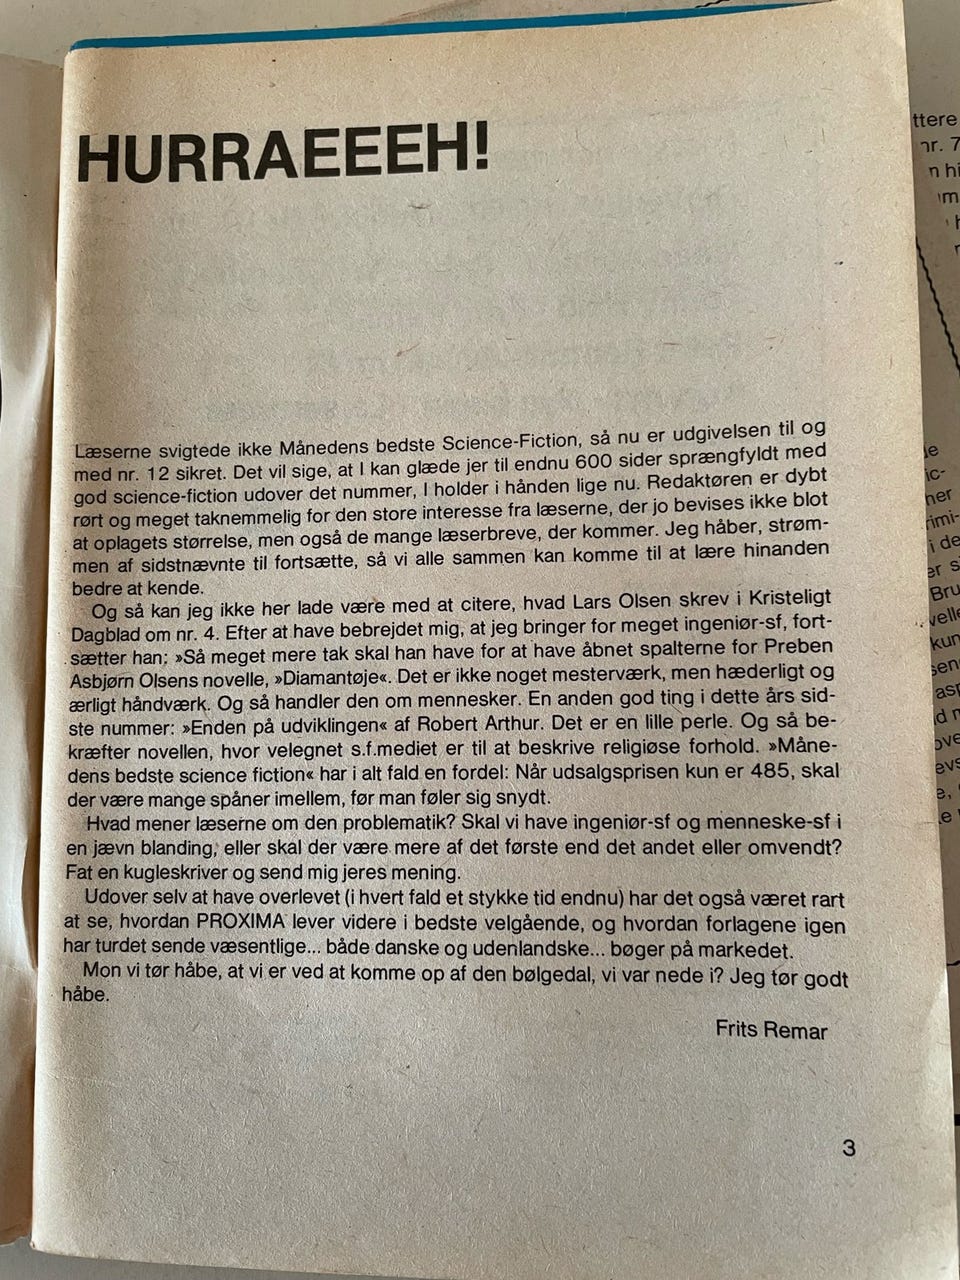 HURRAEEEH!
Læserne svigtede ikke Månedens bedste Science-Fiction, så nu er udgivelsen til og
med nr. 12 sikret. Det vil sige, at I kan glæde jer til endnu 600 sider sprængfyldt med
god science-fiction udover det nummer, I holder i hånden lige nu. Redaktøren er dybt
rørt og meget taknemmelig for den store interesse fra læserne, der jo bevises ikke blot
at oplagets størrelse, men også de mange læserbreve, der kommer. Jeg håber, strøm-
men af sidstnævnte til fortsætte, så vi alle sammen kan komme til at lære hinanden
bedre at kende.
Og så kan jeg ikke her lade være med at citere, hvad Lars Olsen skrev i Kristeligt
Dagblad om nr. 4. Efter at have bebrejdet mig, at jeg bringer for meget ingeniør-sf, fort-
sætter han: »Så meget mere tak skal han have for at have åbnet spalterne for Preben
Asbjørn Olsens novelle, »Diamantøje«. Det er ikke noget mesterværk, men hæderligt og
ærligt håndværk. Og så handler den om mennesker. En anden god ting i dette års sid-
ste nummer: »Enden på udviklingen« af Robert Arthur. Det er en lille perle. Og så be-
kræfter novellen, hvor velegnet s.f.mediet er til at beskrive religiøse forhold. »Måne-
dens bedste science fiction« har i alt fald en fordel: Når udsalgsprisen kun er 485, skal
der være mange spåner imellem, før man føler sig snydt.
Hvad mener læserne om den problematik? Skal vi have ingeniør-sf og menneske-sf i
en jævn blanding, eller skal der være mere af det første end det andet eller omvendt?
Fat en kugleskriver og send mig jeres mening.
Udover selv at have overlevet (i hvert fald et stykke tid endnu) har det også været rart
at se, hvordan PROXIMA lever videre i bedste velgående, og hvordan forlagene igen
har turdet sende væsentlige... både danske og udenlandske... bøger på markedet.
Mon vi tør håbe, at vi er ved at komme op af den bølgedal, vi var nede i? Jeg tør godt
håbe.
Frits Remar
3